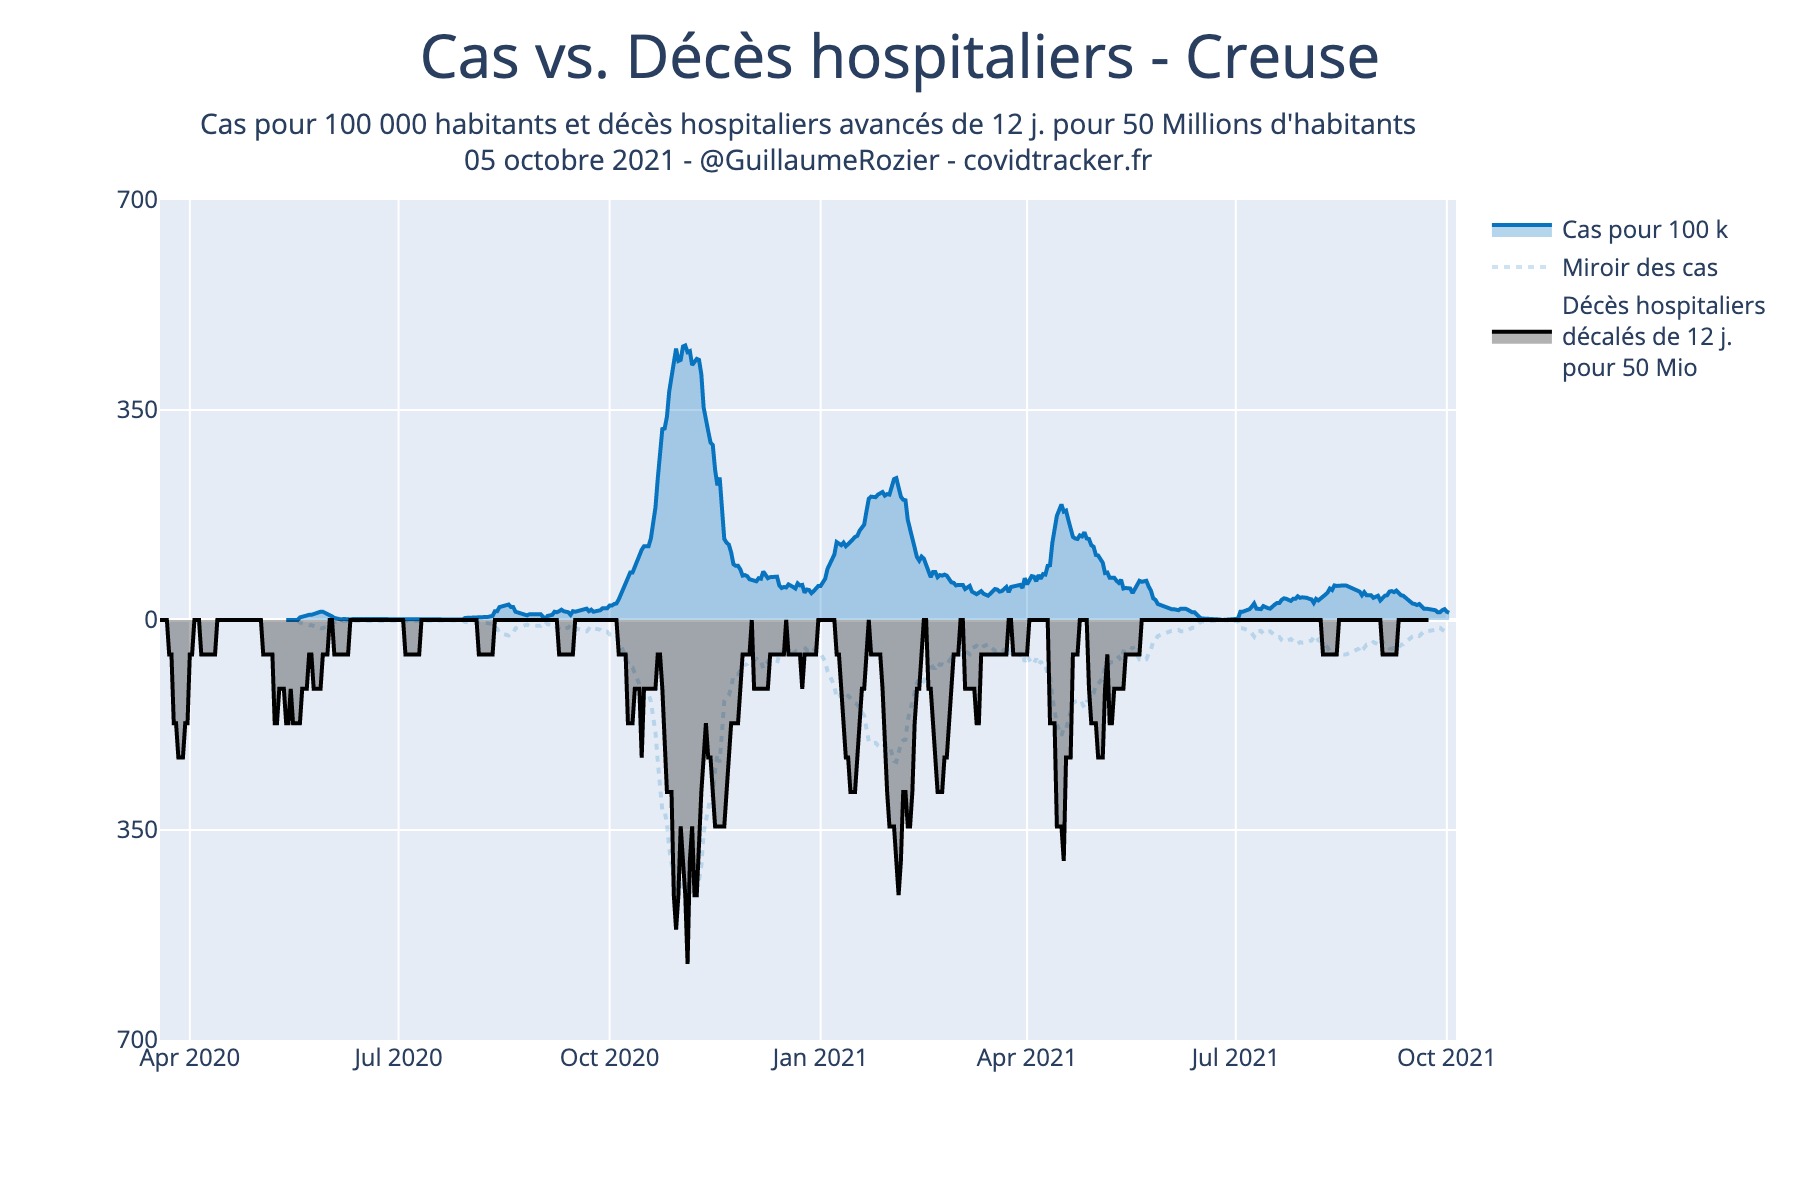 Cas vs. Décès hospitaliers - Creuse
Cas pour 100 000 habitants et décès hospitaliers avancés de 12 j. pour 50 Millions d'habitants
05 octobre 2021 - @GuillaumeRozier - covidtracker.fr
700
350
0
350
700
Apr 2020
Jul 2020
Oct 2020
Jan 2021
Apr 2021
Jul 2021
Oct 2021
Cas pour 100 k
Miroir des cas
Décès hospitaliers
décalés de 12 j.
pour 50 Mio